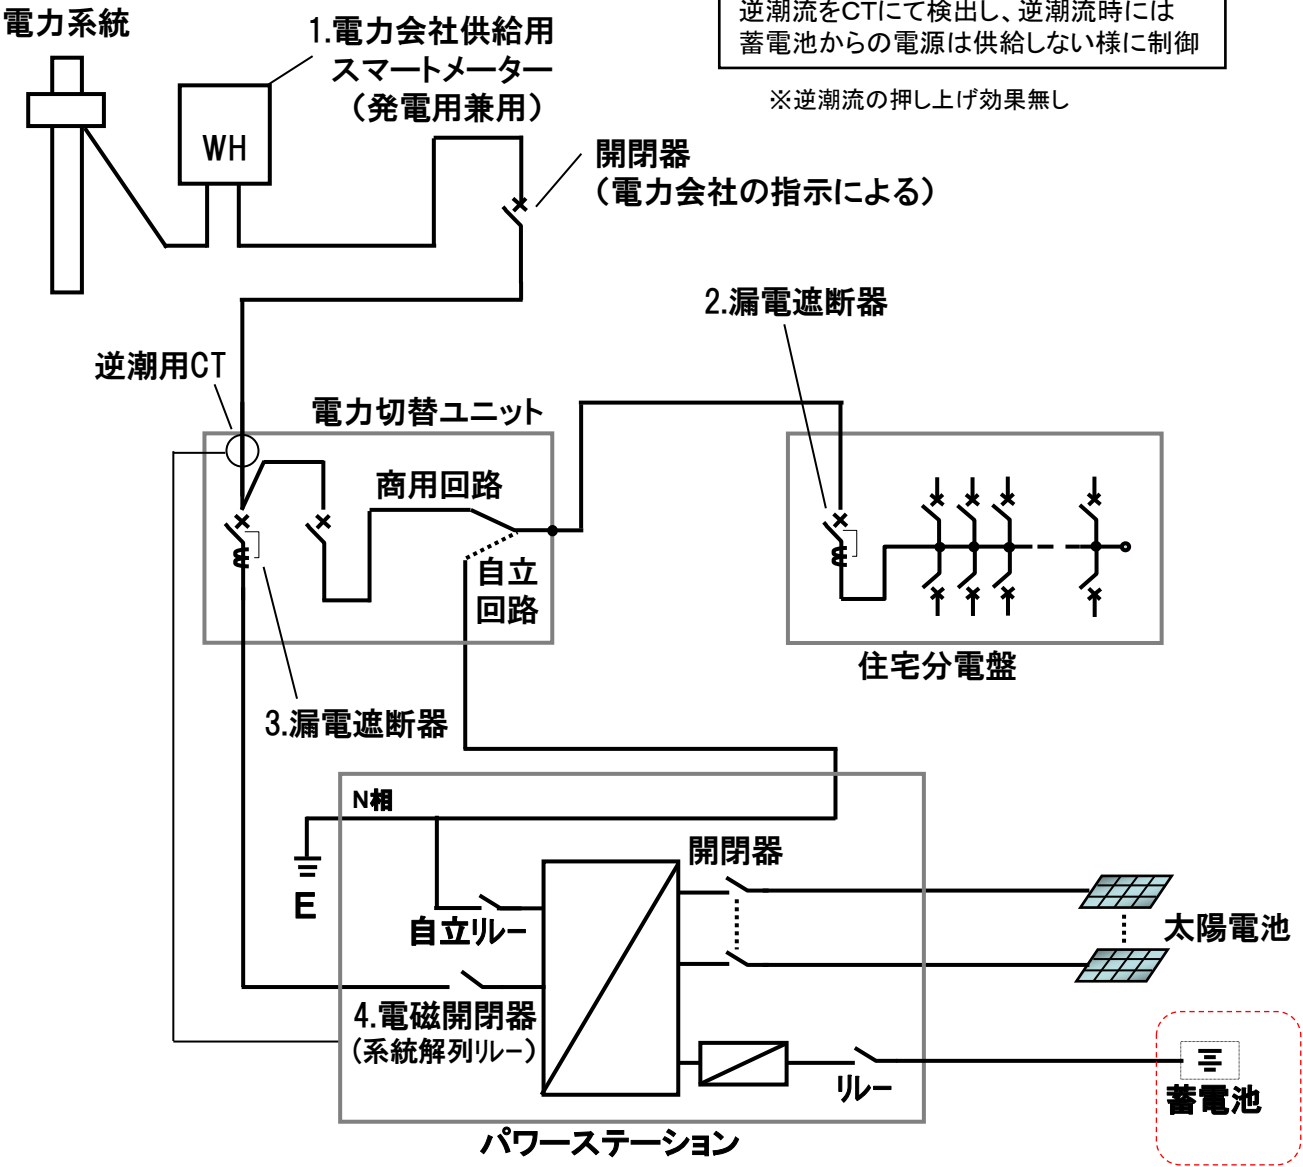 電力系統
1.電力会社供給用
スマートメーター
（発電用兼用）
WH
逆潮流をCTにて検出し、逆潮流時には
蓄電池からの電源は供給しない様に制御
※逆潮流の押し上げ効果無し
開閉器
（電力会社の指示による）
2.漏電遮断器
逆潮用CT
電力切替ユニット
商用回路
自立
回路
住宅分電盤
3.漏電遮断器
N相
開閉器
E
自立リレー
太陽電池
4.電磁開閉器
（系統解列リレー）
リレー
蓄電池
パワーステーション